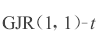 GJR(1, 1)-t